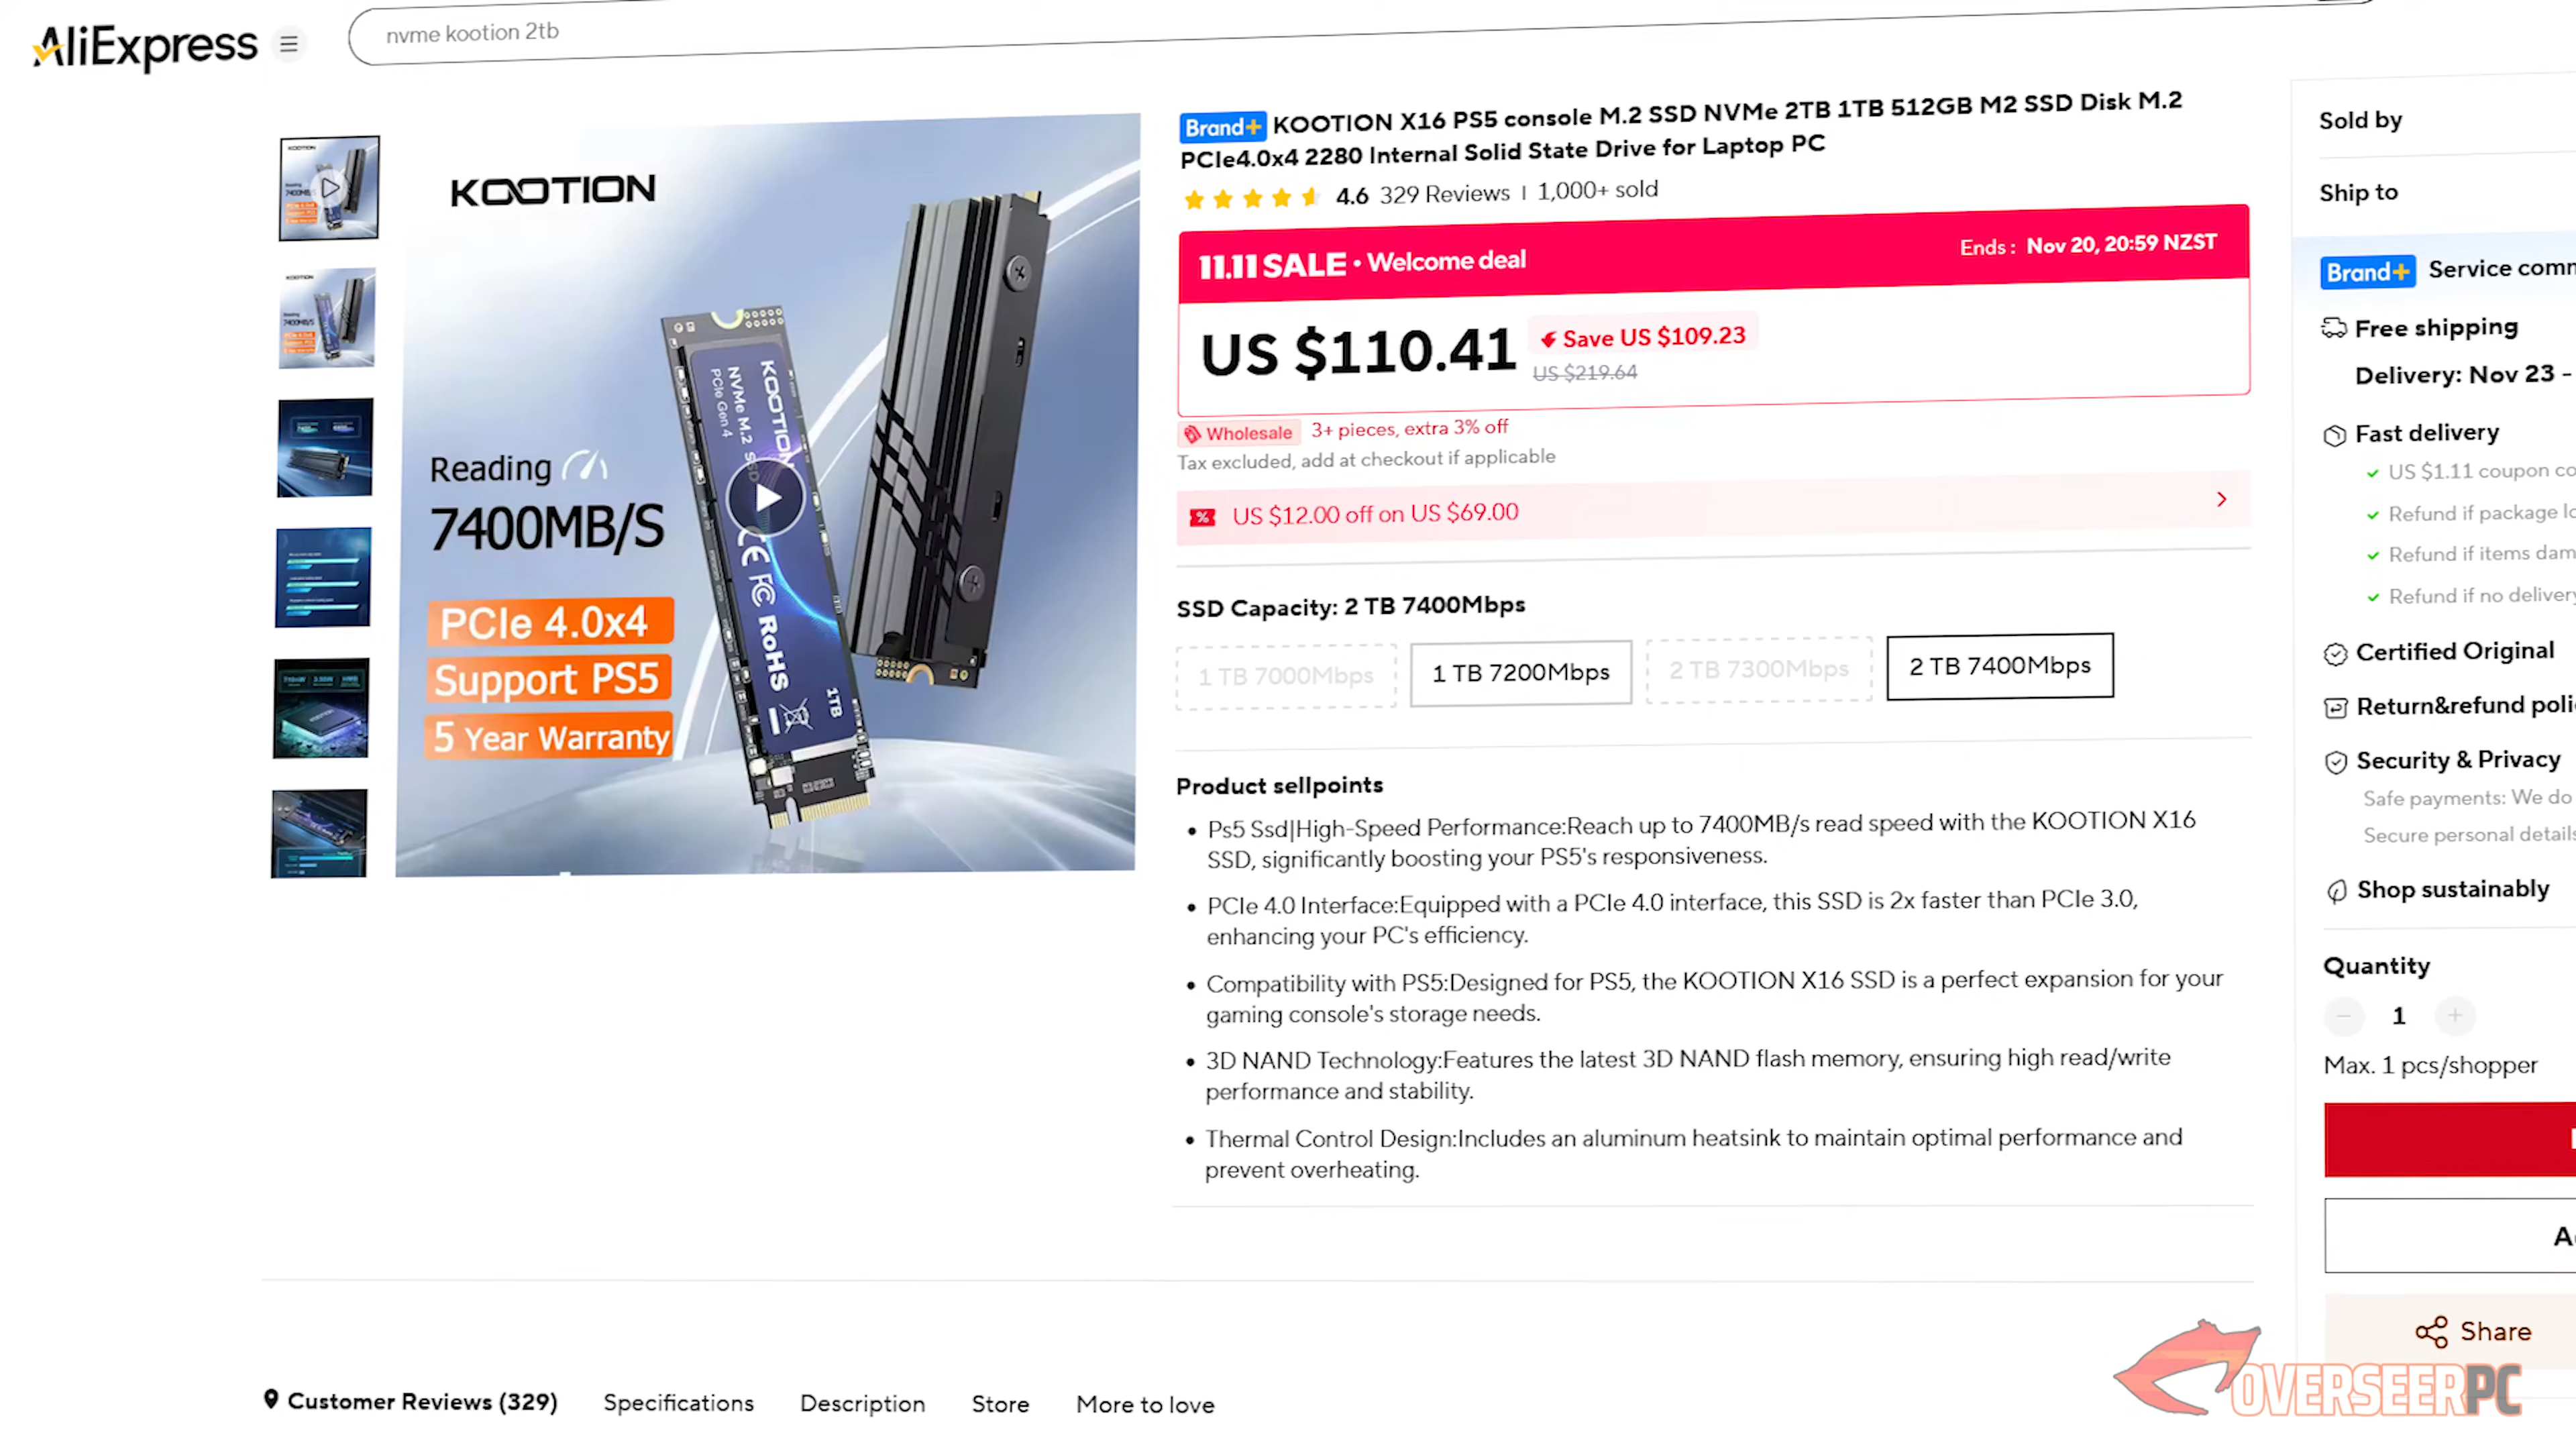 AliExpress
nvme kootion 2tb
Brand+ KOOTION X16 PS5 console M.2 SSD NVMe 2TB 1TB 512GB M2 SSD Disk M.2
PCIe4.0x4 2280 Internal Solid State Drive for Laptop PC
4.6 329 Reviews | 1,000+ sold
11.11 SALE • Welcome deal
Ends : Nov 20, 20:59 NZST
US $110.41
Save US $109.23
US $219.64
Wholesale 3+ pieces, extra 3% off
Tax excluded, add at checkout if applicable
US $12.00 off on US $69.00
SSD Capacity: 2 TB 7400Mbps
1 TB 7000Mbps
1 TB 7200Mbps
2 TB 7300Mbps
2 TB 7400Mbps
Product sellpoints
• Ps5 Ssd|High-Speed Performance:Reach up to 7400MB/s read speed with the KOOTION X16
SSD, significantly boosting your PS5's responsiveness.
• PCIe 4.0 Interface:Equipped with a PCIe 4.0 interface, this SSD is 2x faster than PCIe 3.0,
enhancing your PC's efficiency.
• Compatibility with PS5:Designed for PS5, the KOOTION X16 SSD is a perfect expansion for your
gaming console's storage needs.
• 3D NAND Technology:Features the latest 3D NAND flash memory, ensuring high read/write
performance and stability.
• Thermal Control Design:Includes an aluminum heatsink to maintain optimal performance and
prevent overheating.
KOOTION
Reading
7400MB/S
PCIe 4.0x4
Support PS5
5 Year Warranty
KOOTION
NVMe M.2 SSD
PCIe Gen 4
CE FC RoHS
1TB
KOOTION
KOOTION
Sold by
Ship to
Brand+ Service
Free shipping
Delivery: Nov 23 -
Fast delivery
US $1.11 coupon
Refund if package
Refund if items
Refund if no
Certified Original
Return&refund
Security & Privacy
Safe payments: We do
Secure personal
Shop sustainably
Quantity
− 1 +
Max. 1 pcs/shopper
Share
Customer Reviews (329)
Specifications
Description
Store
More to love
OVERSEERPC